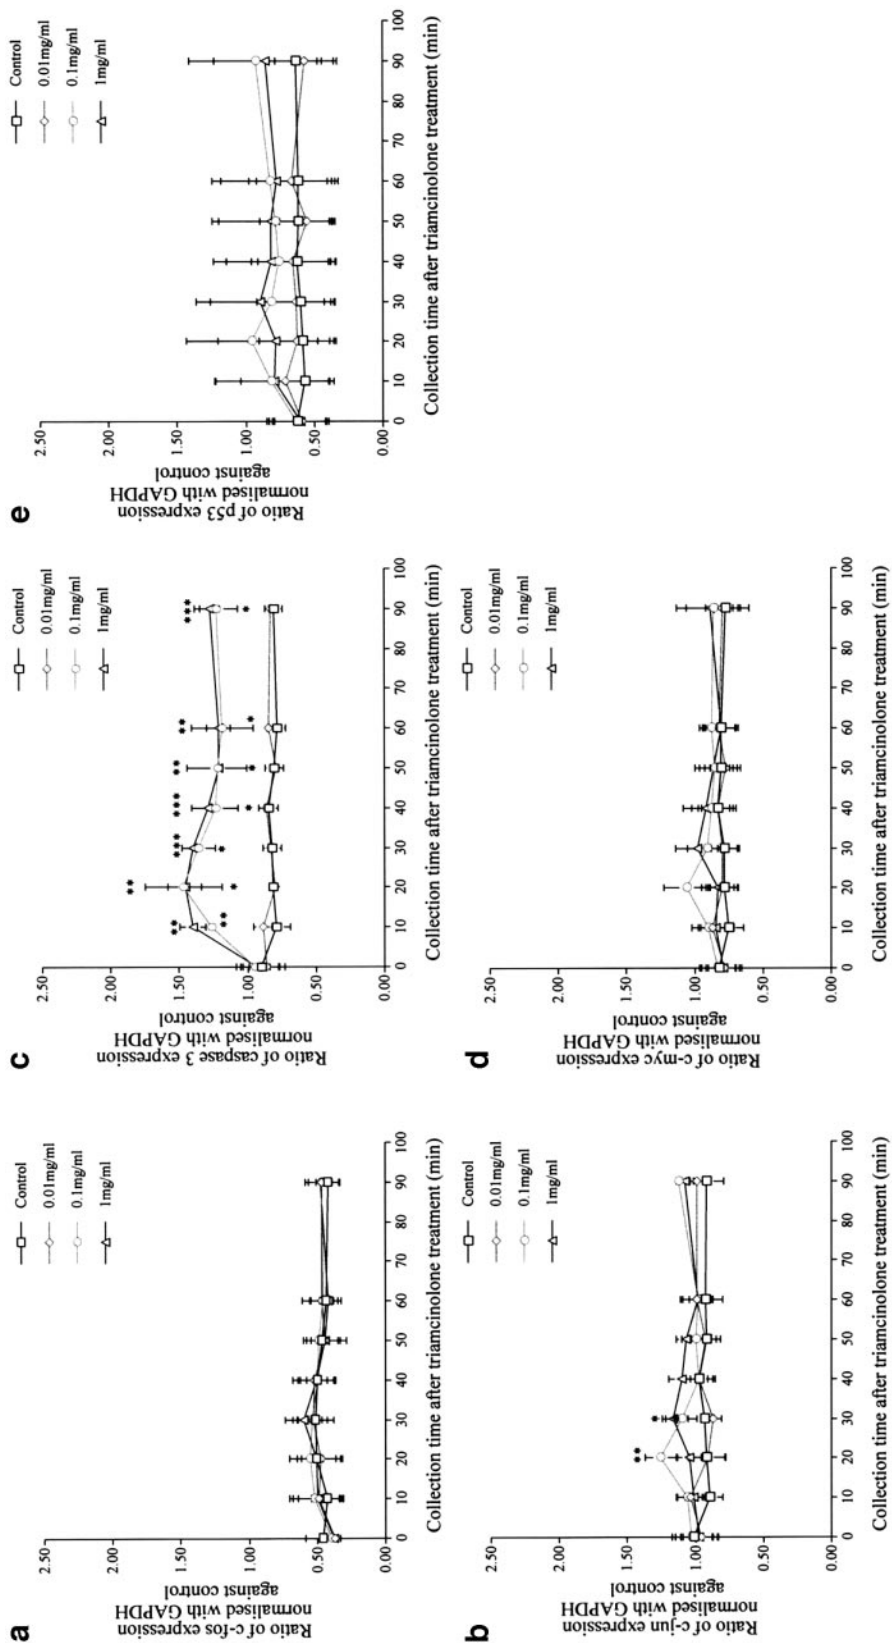 a
Ratio of c-fos expression
normalised with GAPDH
against control
2.50
2.00
1.50
1.00
0.50
0.00
0 10 20 30 40 50 60 70 80 90 100
Collection time after triamcinolone treatment (min)
Control
0.01mg/ml
0.1mg/ml
1mg/ml
b
Ratio of c-jun expression
normalised with GAPDH
against control
2.50
2.00
1.50
1.00
0.50
0.00
0 10 20 30 40 50 60 70 80 90 100
Collection time after triamcinolone treatment (min)
Control
0.01mg/ml
0.1mg/ml
1mg/ml
**
*
c
Ratio of caspase 3 expression
normalised with GAPDH
against control
2.50
2.00
1.50
1.00
0.50
0.00
0 10 20 30 40 50 60 70 80 90 100
Collection time after triamcinolone treatment (min)
Control
0.01mg/ml
0.1mg/ml
1mg/ml
** ** *** *** ** ** ***
** * * * * * *
d
Ratio of c-myc expression
normalised with GAPDH
against control
2.50
2.00
1.50
1.00
0.50
0.00
0 10 20 30 40 50 60 70 80 90 100
Collection time after triamcinolone treatment (min)
Control
0.01mg/ml
0.1mg/ml
1mg/ml
e
Ratio of p53 expression
normalised with GAPDH
against control
2.50
2.00
1.50
1.00
0.50
0.00
0 10 20 30 40 50 60 70 80 90 100
Collection time after triamcinolone treatment (min)
Control
0.01mg/ml
0.1mg/ml
1mg/ml